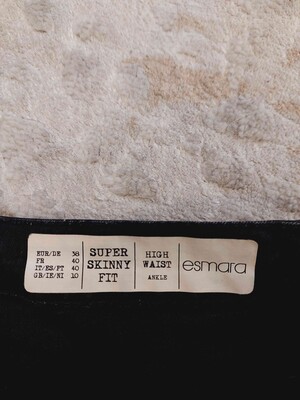 EUR/DE 38
FR 40
IT/ES/PT 40
GB/IE/NI 10
SUPER
SKINNY
FIT
HIGH
WAIST
ANKLE
esmara